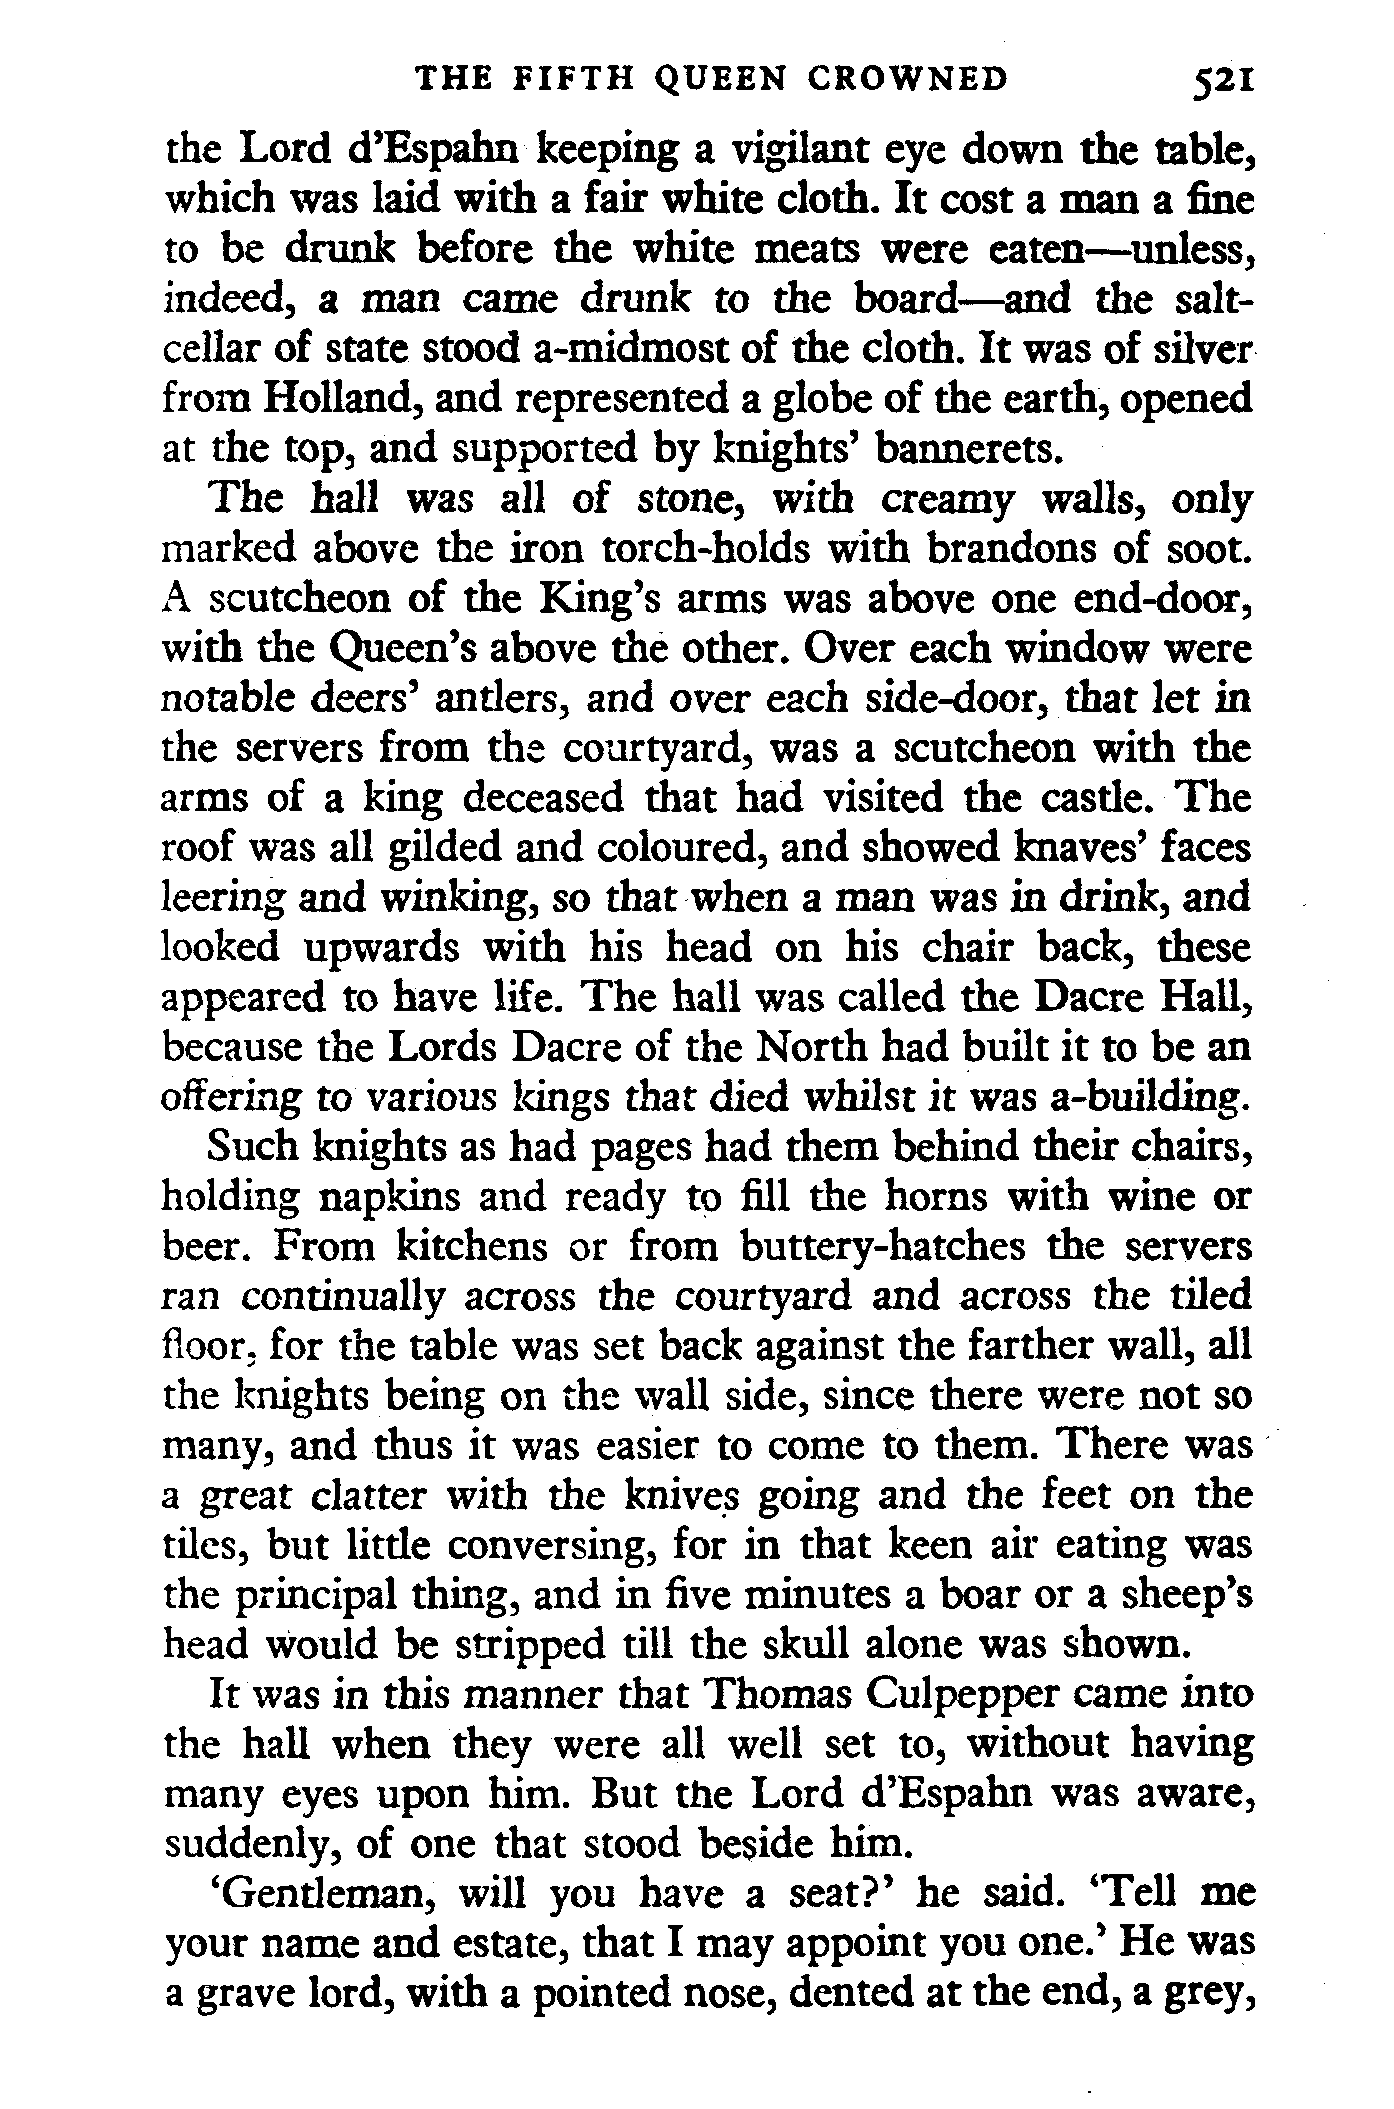 THE FIFTH QUEEN CROWNED 521
the Lord d'Espahn keeping a vigilant eye down the table,
which was laid with a fair white cloth. It cost a man a fine
to be drunk before the white meats were eaten—unless,
indeed, a man came drunk to the board—and the salt-
cellar of state stood a-midmost of the cloth. It was of silver
from Holland, and represented a globe of the earth, opened
at the top, and supported by knights' bannerets.
The hall was all of stone, with creamy walls, only
marked above the iron torch-holds with brandons of soot.
A scutcheon of the King's arms was above one end-door,
with the Queen's above the other. Over each window were
notable deers' antlers, and over each side-door, that let in
the servers from the courtyard, was a scutcheon with the
arms of a king deceased that had visited the castle. The
roof was all gilded and coloured, and showed knaves' faces
leering and winking, so that when a man was in drink, and
looked upwards with his head on his chair back, these
appeared to have life. The hall was called the Dacre Hall,
because the Lords Dacre of the North had built it to be an
offering to various kings that died whilst it was a-building.
Such knights as had pages had them behind their chairs,
holding napkins and ready to fill the horns with wine or
beer. From kitchens or from buttery-hatches the servers
ran continually across the courtyard and across the tiled
floor, for the table was set back against the farther wall, all
the knights being on the wall side, since there were not so
many, and thus it was easier to come to them. There was
a great clatter with the knives going and the feet on the
tiles, but little conversing, for in that keen air eating was
the principal thing, and in five minutes a boar or a sheep's
head would be stripped till the skull alone was shown.
It was in this manner that Thomas Culpepper came into
the hall when they were all well set to, without having
many eyes upon him. But the Lord d'Espahn was aware,
suddenly, of one that stood beside him.
'Gentleman, will you have a seat?' he said. 'Tell me
your name and estate, that I may appoint you one.' He was
a grave lord, with a pointed nose, dented at the end, a grey,